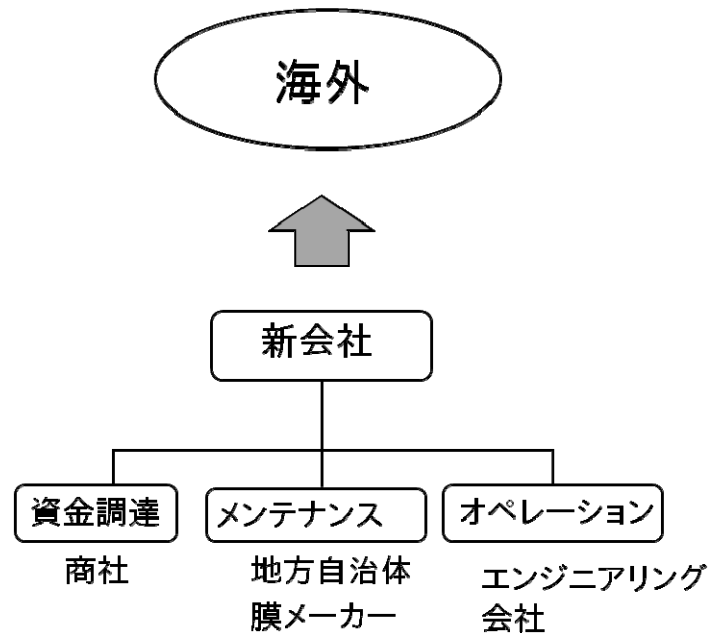 海外
新会社
資金調達
メンテナンス
オペレーション
商社
地方自治体
膜メーカー
エンジニアリング
会社